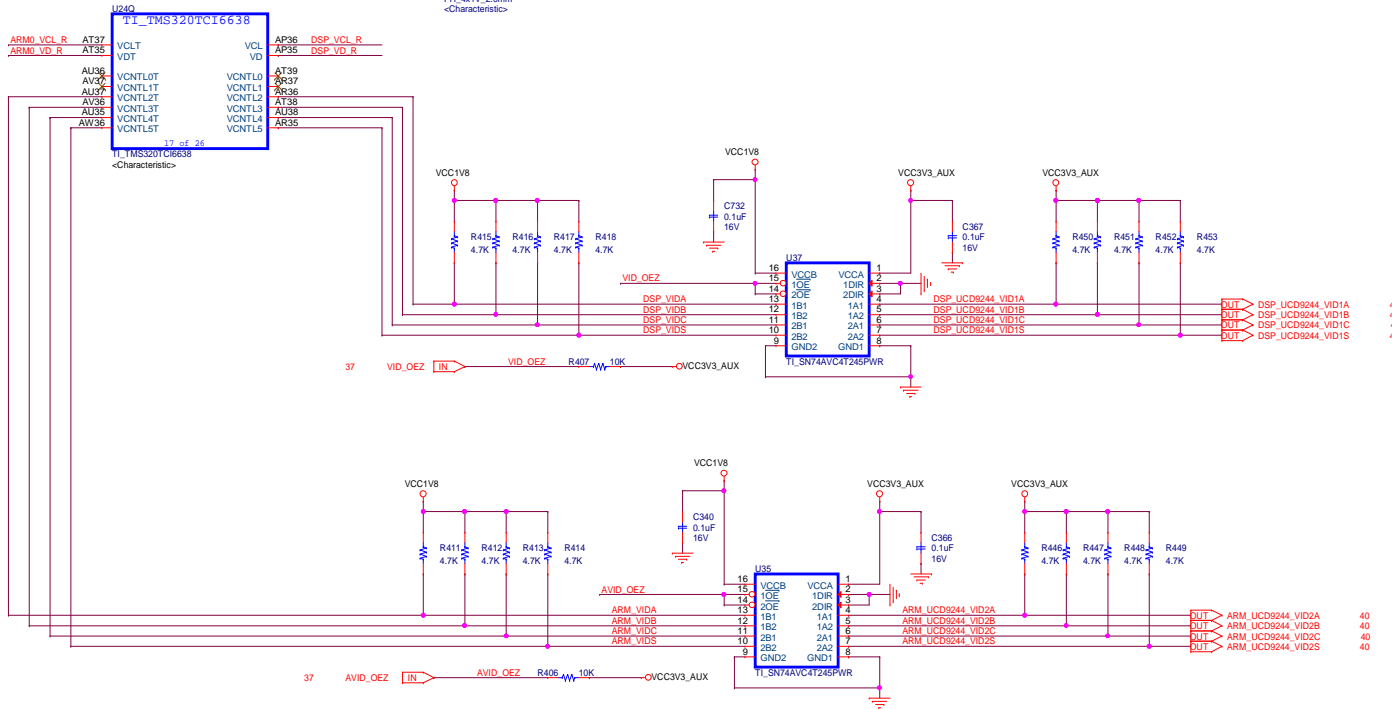 <Characteristic>
U24Q
TI_TMS320TCI6638
ARM0_VCL_R AT37 VCLT VCL AP36 DSP_VCL_R
ARM0_VD_R AT35 VDT VD AP35 DSP_VD_R
AU36 VCNTL0T VCNTL0 AT39
AV37 VCNTL1T VCNTL1 AR37
AU37 VCNTL2T VCNTL2 AR36
AV36 VCNTL3T VCNTL3 AT38
AU35 VCNTL4T VCNTL4 AU38
AW36 VCNTL5T VCNTL5 AR35
17 of 26
TI_TMS320TCI6638
<Characteristic>
VCC1V8
VCC1V8 VCC3V3_AUX VCC3V3_AUX
C732
0.1uF
16V
C367
0.1uF
16V
R415 R416 R417 R418
4.7K 4.7K 4.7K 4.7K
R450 R451 R452 R453
4.7K 4.7K 4.7K 4.7K
U37
16 VCCB VCCA 1
VID_OEZ 15 1OE 1DIR 2
14 2OE 2DIR 3
DSP_VIDA 13 1B1 1A1 4 DSP_UCD9244_VID1A OUT DSP_UCD9244_VID1A
DSP_VIDB 12 1B2 1A2 5 DSP_UCD9244_VID1B OUT DSP_UCD9244_VID1B
DSP_VIDC 11 2B1 2A1 6 DSP_UCD9244_VID1C OUT DSP_UCD9244_VID1C
DSP_VIDS 10 2B2 2A2 7 DSP_UCD9244_VID1S OUT DSP_UCD9244_VID1S
9 GND2 GND1 8
TI_SN74AVC4T245PWR
37 VID_OEZ IN VID_OEZ R407 10K VCC3V3_AUX
VCC1V8
VCC1V8 VCC3V3_AUX VCC3V3_AUX
C340
0.1uF
16V
C366
0.1uF
16V
R411 R412 R413 R414
4.7K 4.7K 4.7K 4.7K
R446 R447 R448 R449
4.7K 4.7K 4.7K 4.7K
U35
16 VCCB VCCA 1
AVID_OEZ 15 1OE 1DIR 2
14 2OE 2DIR 3
ARM_VIDA 13 1B1 1A1 4 ARM_UCD9244_VID2A OUT ARM_UCD9244_VID2A 40
ARM_VIDB 12 1B2 1A2 5 ARM_UCD9244_VID2B OUT ARM_UCD9244_VID2B 40
ARM_VIDC 11 2B1 2A1 6 ARM_UCD9244_VID2C OUT ARM_UCD9244_VID2C 40
ARM_VIDS 10 2B2 2A2 7 ARM_UCD9244_VID2S OUT ARM_UCD9244_VID2S 40
9 GND2 GND1 8
TI_SN74AVC4T245PWR
37 AVID_OEZ IN AVID_OEZ R406 10K VCC3V3_AUX